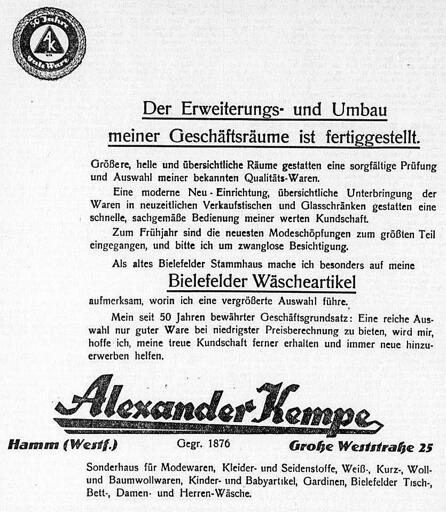 50 Jahre
AK
gute Ware
Der Erweiterungs- und Umbau
meiner Geschäftsräume ist fertiggestellt.
Größere, helle und übersichtliche Räume gestatten eine sorgfältige Prüfung
und Auswahl meiner bekannten Qualitäts-Waren.
Eine moderne Neu - Einrichtung, übersichtliche Unterbringung der
Waren in neuzeitlichen Verkaufstischen und Glasschränken gestatten eine
schnelle, sachgemäße Bedienung meiner werten Kundschaft.
Zum Frühjahr sind die neuesten Modeschöpfungen zum größten Teil
eingegangen, und bitte ich um zwanglose Besichtigung.
Als altes Bielefelder Stammhaus mache ich besonders auf meine
Bielefelder Wäscheartikel
aufmerksam, worin ich eine vergrößerte Auswahl führe.
Mein seit 50 Jahren bewährter Geschäftsgrundsatz: Eine reiche Aus-
wahl nur guter Ware bei niedrigster Preisberechnung zu bieten, wird mir,
hoffe ich, meine treue Kundschaft ferner erhalten und immer neue hinzu-
erwerben helfen.
Alexander Kempe
Hamm (Westf.) Gegr. 1876 Große Weststraße 25
Sonderhaus für Modewaren, Kleider- und Seidenstoffe, Weiß-, Kurz-, Woll-
und Baumwollwaren, Kinder- und Babyartikel, Gardinen, Bielefelder Tisch-,
Bett-, Damen- und Herren-Wäsche.